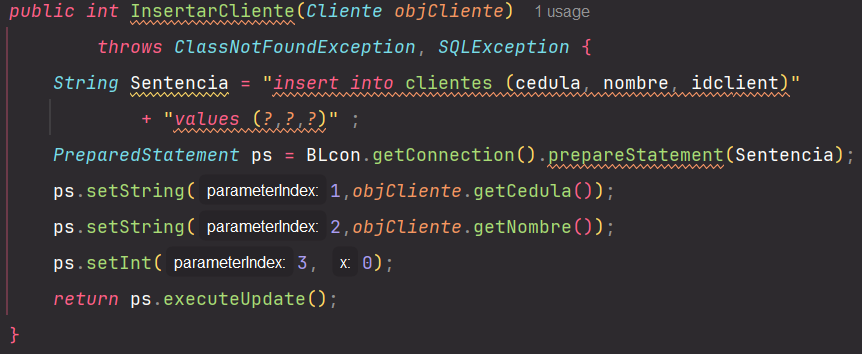 public int InsertarCliente(Cliente objCliente) 1 usage
throws ClassNotFoundException, SQLException {
String Sentencia = "insert into clientes (cedula, nombre, idclient)"
+ "values (?,?,?)" ;
PreparedStatement ps = BLcon.getConnection().prepareStatement(Sentencia);
ps.setString( parameterIndex: 1,objCliente.getCedula());
ps.setString( parameterIndex: 2,objCliente.getNombre());
ps.setInt( parameterIndex: 3, x: 0);
return ps.executeUpdate();
}